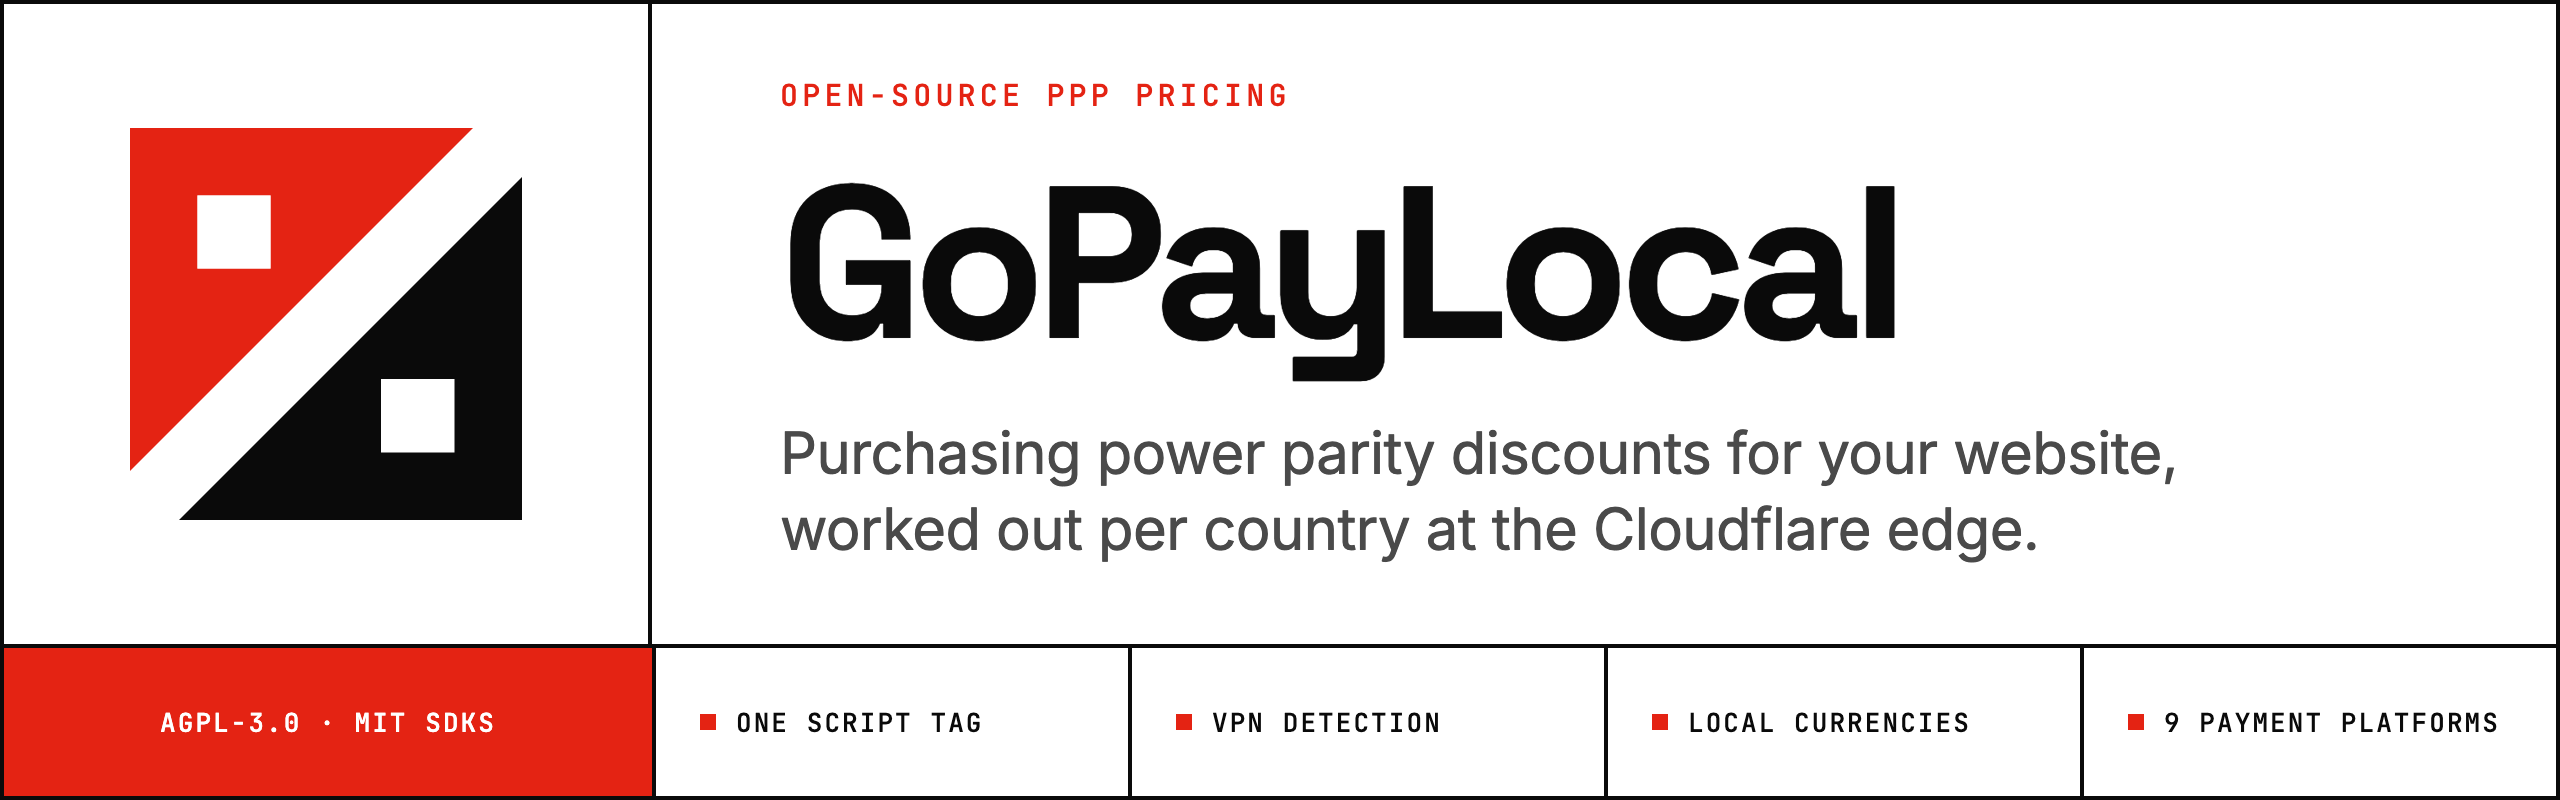 OPEN-SOURCE PPP PRICING
GoPayLocal
Purchasing power parity discounts for your website,
worked out per country at the Cloudflare edge.
AGPL-3.0 · MIT SDKS
ONE SCRIPT TAG
VPN DETECTION
LOCAL CURRENCIES
9 PAYMENT PLATFORMS